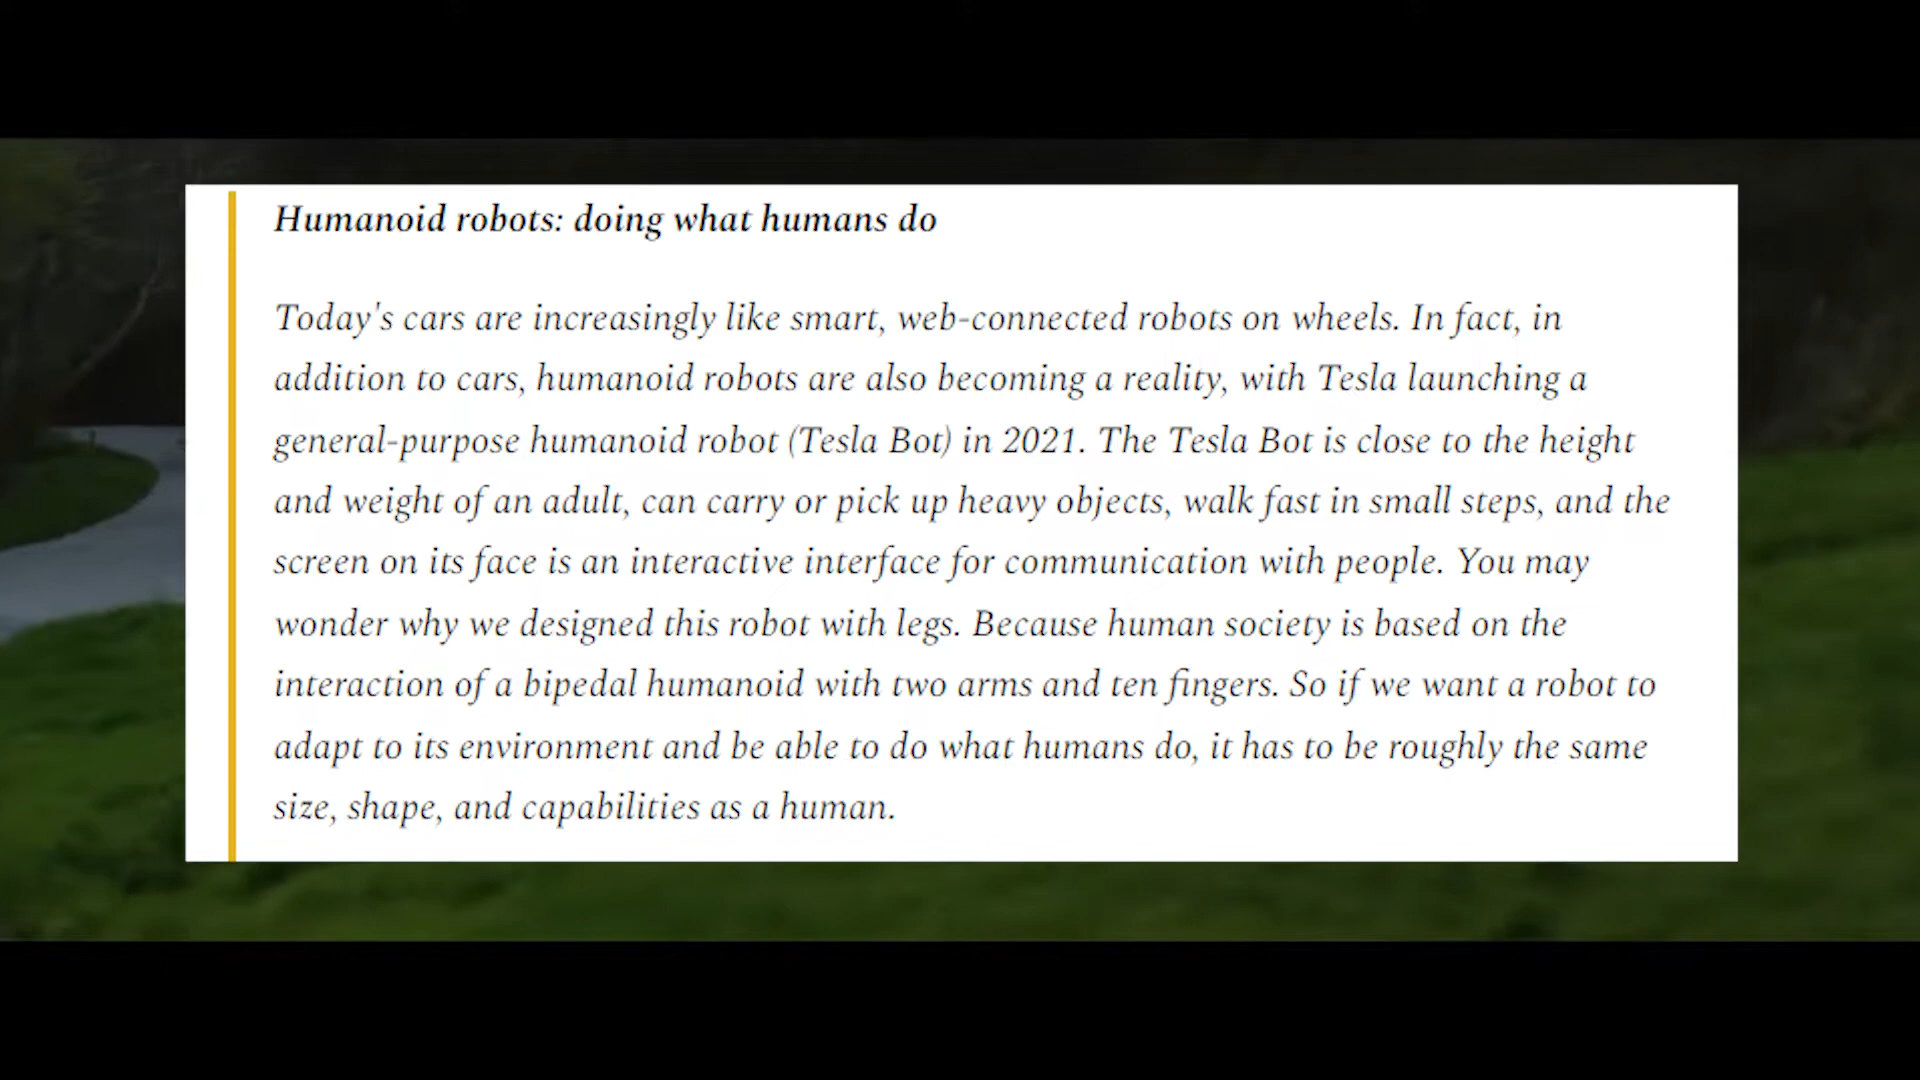 Humanoid robots: doing what humans do
Today's cars are increasingly like smart, web-connected robots on wheels. In fact, in
addition to cars, humanoid robots are also becoming a reality, with Tesla launching a
general-purpose humanoid robot (Tesla Bot) in 2021. The Tesla Bot is close to the height
and weight of an adult, can carry or pick up heavy objects, walk fast in small steps, and the
screen on its face is an interactive interface for communication with people. You may
wonder why we designed this robot with legs. Because human society is based on the
interaction of a bipedal humanoid with two arms and ten fingers. So if we want a robot to
adapt to its environment and be able to do what humans do, it has to be roughly the same
size, shape, and capabilities as a human.